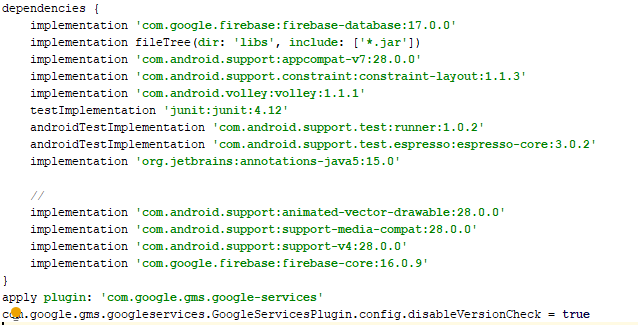 dependencies {
    implementation 'com.google.firebase:firebase-database:17.0.0'
    implementation fileTree(dir: 'libs', include: ['*.jar'])
    implementation 'com.android.support:appcompat-v7:28.0.0'
    implementation 'com.android.support.constraint:constraint-layout:1.1.3'
    implementation 'com.android.volley:volley:1.1.1'
    testImplementation 'junit:junit:4.12'
    androidTestImplementation 'com.android.support.test:runner:1.0.2'
    androidTestImplementation 'com.android.support.test.espresso:espresso-core:3.0.2'
    implementation 'org.jetbrains:annotations-java5:15.0'
    //
    implementation 'com.android.support:animated-vector-drawable:28.0.0'
    implementation 'com.android.support:support-media-compat:28.0.0'
    implementation 'com.android.support:support-v4:28.0.0'
    implementation 'com.google.firebase:firebase-core:16.0.9'
}
apply plugin: 'com.google.gms.google-services'
com.google.gms.googleservices.GoogleServicesPlugin.config.disableVersionCheck = true